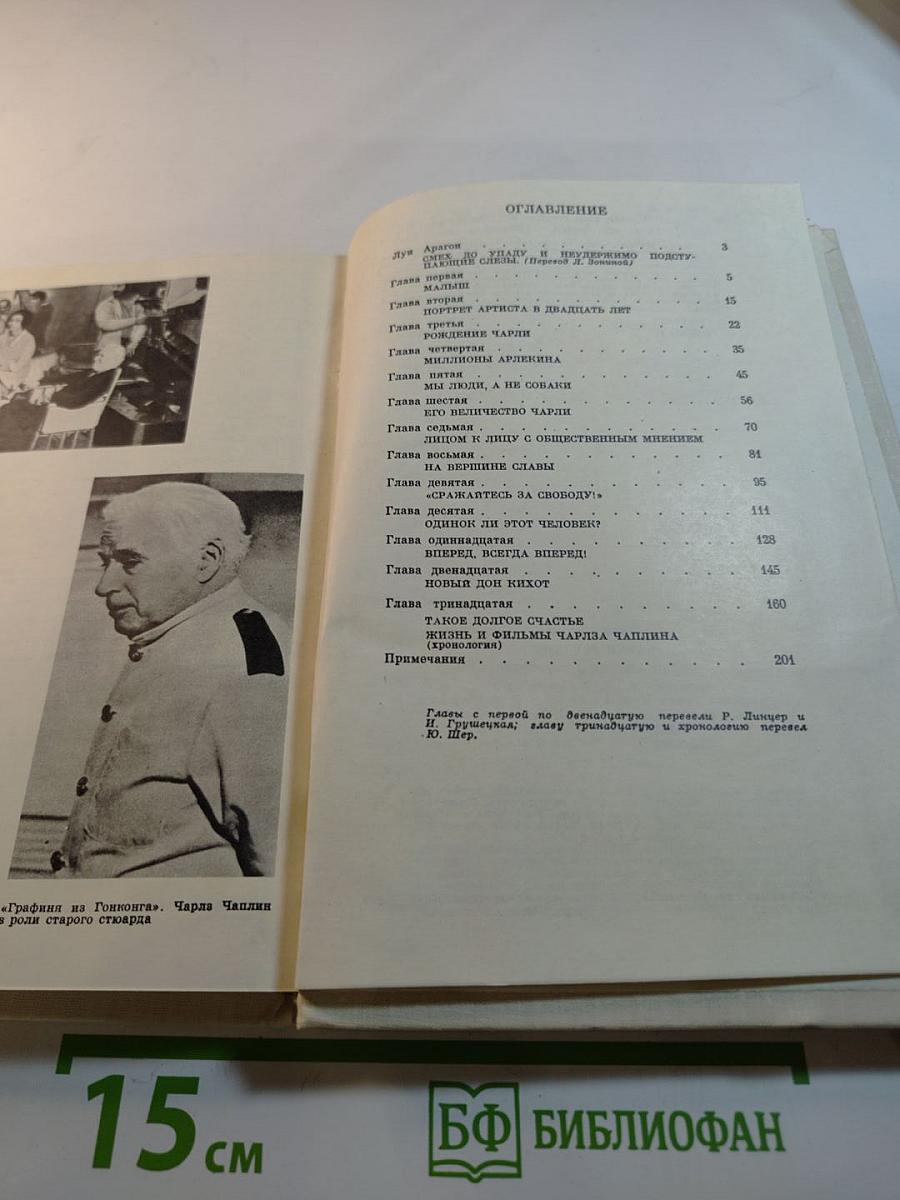 ОГЛАВЛЕНИЕ
Луи Арагон . . . . . . . . . . 3
СМЕХ ДО УПАДУ И НЕУДЕРЖИМО ПОДСТУ-
ПАЮЩИЕ СЛЕЗЫ. (Перевод Л. Зониной)
Глава первая . . . . . . . . . . 5
МАЛЫШ
Глава вторая . . . . . . . . . . 15
ПОРТРЕТ АРТИСТА В ДВАДЦАТЬ ЛЕТ
Глава третья . . . . . . . . . . 22
РОЖДЕНИЕ ЧАРЛИ
Глава четвертая . . . . . . . . . . 35
МИЛЛИОНЫ АРЛЕКИНА
Глава пятая . . . . . . . . . . 45
МЫ ЛЮДИ, А НЕ СОБАКИ
Глава шестая . . . . . . . . . . 56
ЕГО ВЕЛИЧЕСТВО ЧАРЛИ
Глава седьмая . . . . . . . . . . 70
ЛИЦОМ К ЛИЦУ С ОБЩЕСТВЕННЫМ МНЕНИЕМ
Глава восьмая . . . . . . . . . . 81
НА ВЕРШИНЕ СЛАВЫ
Глава девятая . . . . . . . . . . 95
«СРАЖАЙТЕСЬ ЗА СВОБОДУ!»
Глава десятая . . . . . . . . . . 111
ОДИНОК ЛИ ЭТОТ ЧЕЛОВЕК?
Глава одиннадцатая . . . . . . . . . . 128
ВПЕРЕД, ВСЕГДА ВПЕРЕД!
Глава двенадцатая . . . . . . . . . . 145
НОВЫЙ ДОН КИХОТ
Глава тринадцатая . . . . . . . . . . 160
ТАКОЕ ДОЛГОЕ СЧАСТЬЕ
ЖИЗНЬ И ФИЛЬМЫ ЧАРЛЗА ЧАПЛИНА
(хронология)
Примечания . . . . . . . . . . 201
Главы с первой по двенадцатую перевели Р. Линцер и
И. Грушецкая; главу тринадцатую и хронологию перевел
Ю. Шер.
«Графиня из Гонконга». Чарлз Чаплин
в роли старого стюарда
15 см
БФ БИБЛИОФАН